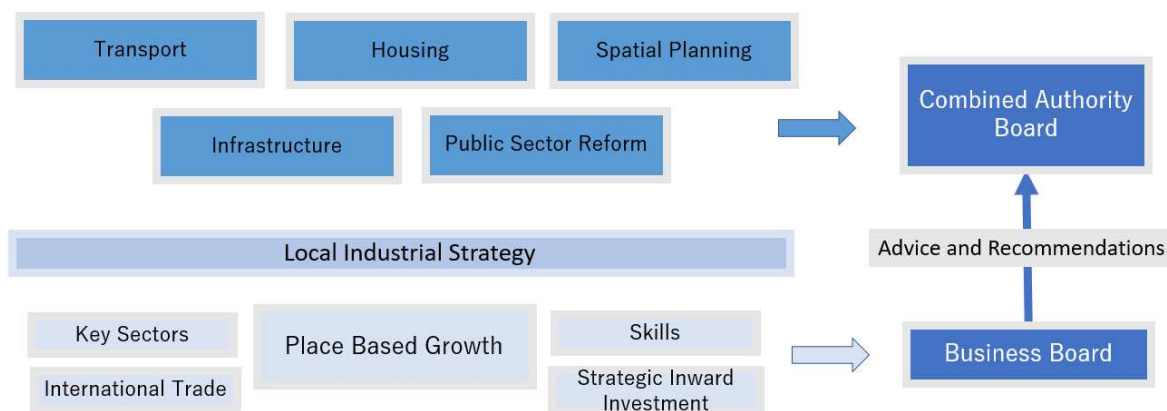 Transport
Housing
Spatial Planning
Infrastructure
Public Sector Reform
Combined Authority
Board
Local Industrial Strategy
Advice and Recommendations
Key Sectors
International Trade
Place Based Growth
Skills
Strategic Inward
Investment
Business Board